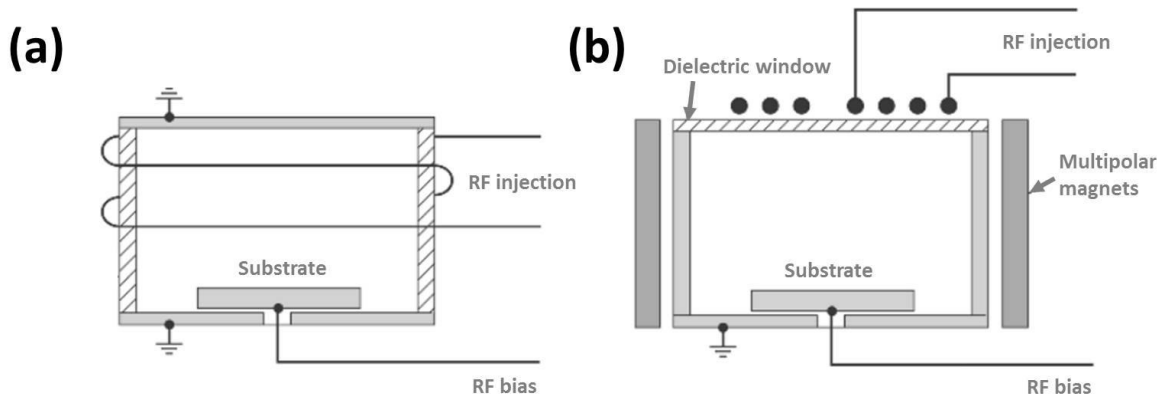 (a)
RF injection
Substrate
RF bias
(b)
RF injection
Dielectric window
Multipolar
magnets
Substrate
RF bias